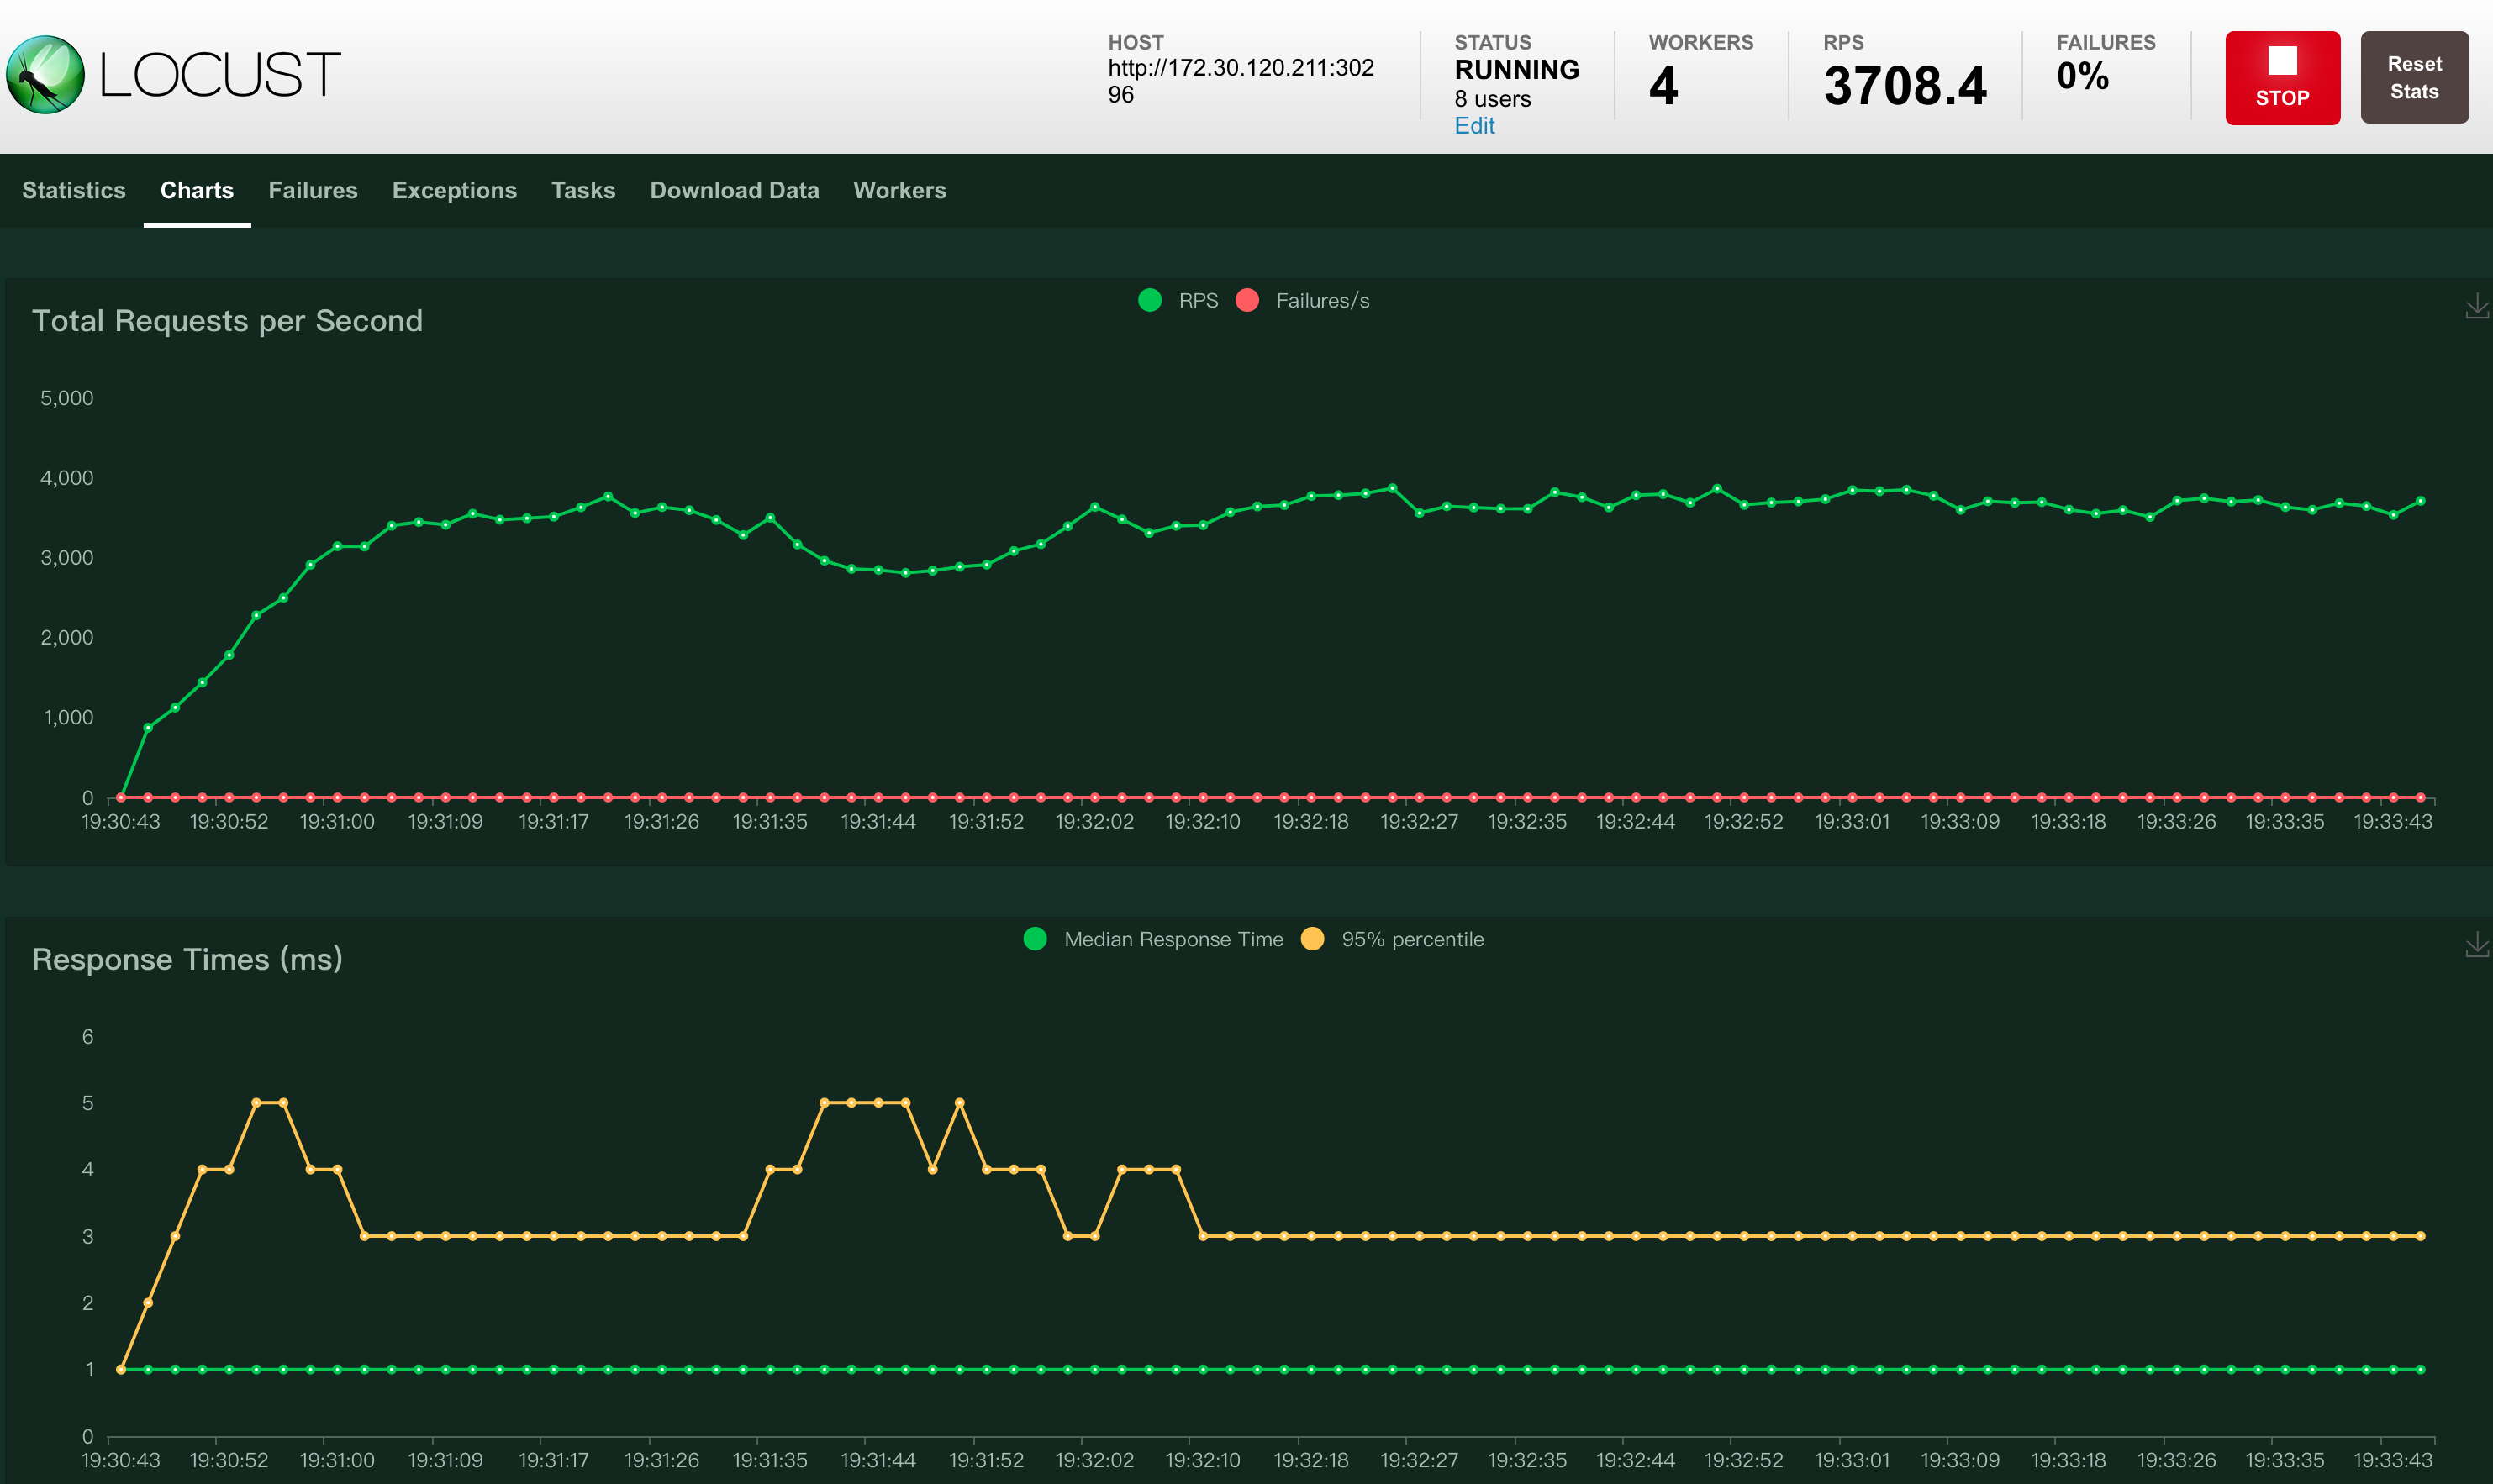 LOCUST
HOST
http://172.30.120.211:302
96
STATUS
RUNNING
8 users
Edit
WORKERS
4
RPS
3708.4
FAILURES
0%
STOP
Reset
Stats
Statistics Charts Failures Exceptions Tasks Download Data Workers
Total Requests per Second
RPS Failures/s
5,000
4,000
3,000
2,000
1,000
0
19:30:43 19:30:52 19:31:00 19:31:09 19:31:17 19:31:26 19:31:35 19:31:44 19:31:52 19:32:02 19:32:10 19:32:18 19:32:27 19:32:35 19:32:44 19:32:52 19:33:01 19:33:09 19:33:18 19:33:26 19:33:35 19:33:43
Response Times (ms)
Median Response Time 95% percentile
6
5
4
3
2
1
0
19:30:43 19:30:52 19:31:00 19:31:09 19:31:17 19:31:26 19:31:35 19:31:44 19:31:52 19:32:02 19:32:10 19:32:18 19:32:27 19:32:35 19:32:44 19:32:52 19:33:01 19:33:09 19:33:18 19:33:26 19:33:35 19:33:43